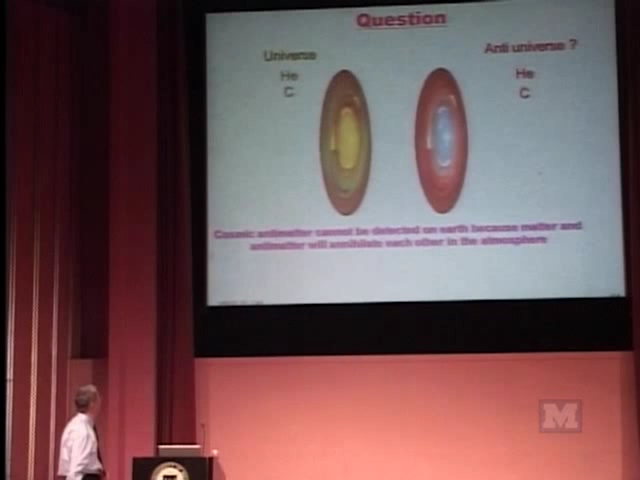 Question
Universe
He
C
Anti universe ?
He
C
Cosmic antimatter cannot be detected on earth because matter and
antimatter will annihilate each other in the atmosphere
M